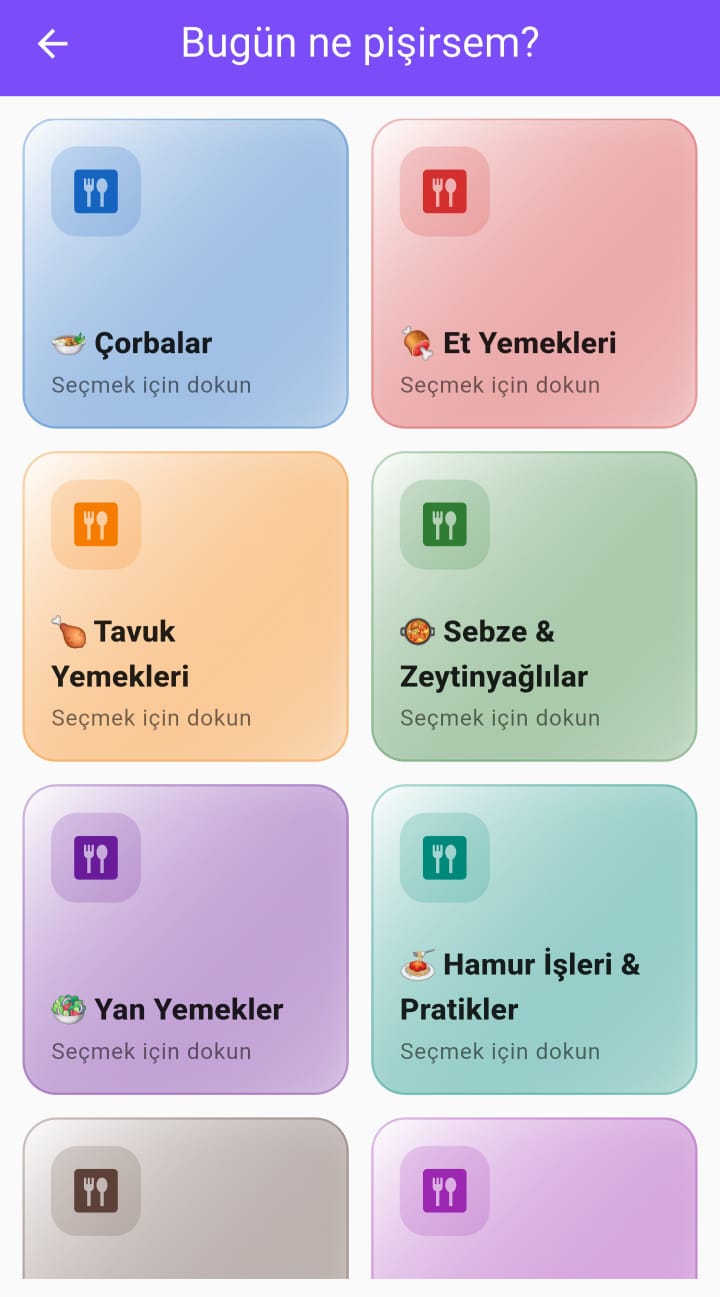 Bugün ne pişirsem?
🍜 Çorbalar
Seçmek için dokun
🍖 Et Yemekleri
Seçmek için dokun
🍗 Tavuk
Yemekleri
Seçmek için dokun
🥘 Sebze &
Zeytinyağlılar
Seçmek için dokun
🥗 Yan Yemekler
Seçmek için dokun
🍝 Hamur İşleri &
Pratikler
Seçmek için dokun